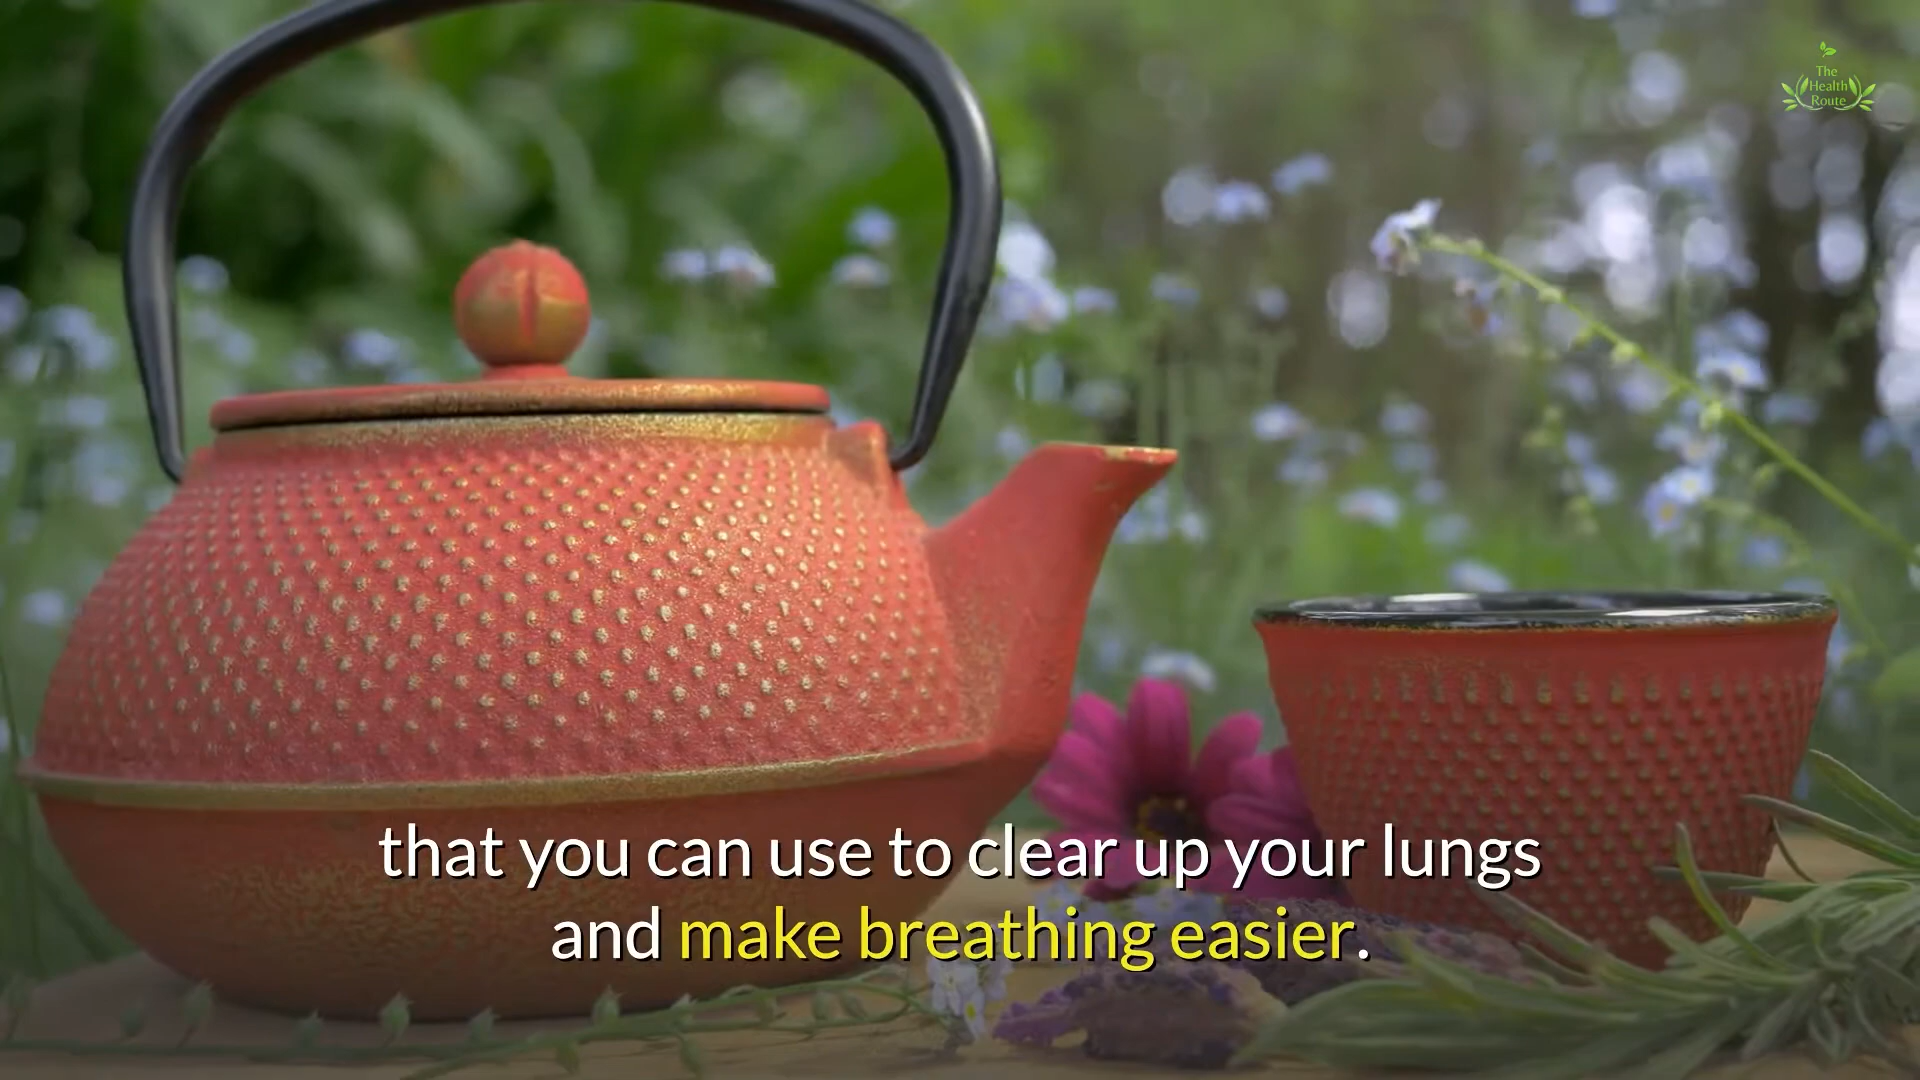 The
Health
Route
that you can use to clear up your lungs
and make breathing easier.